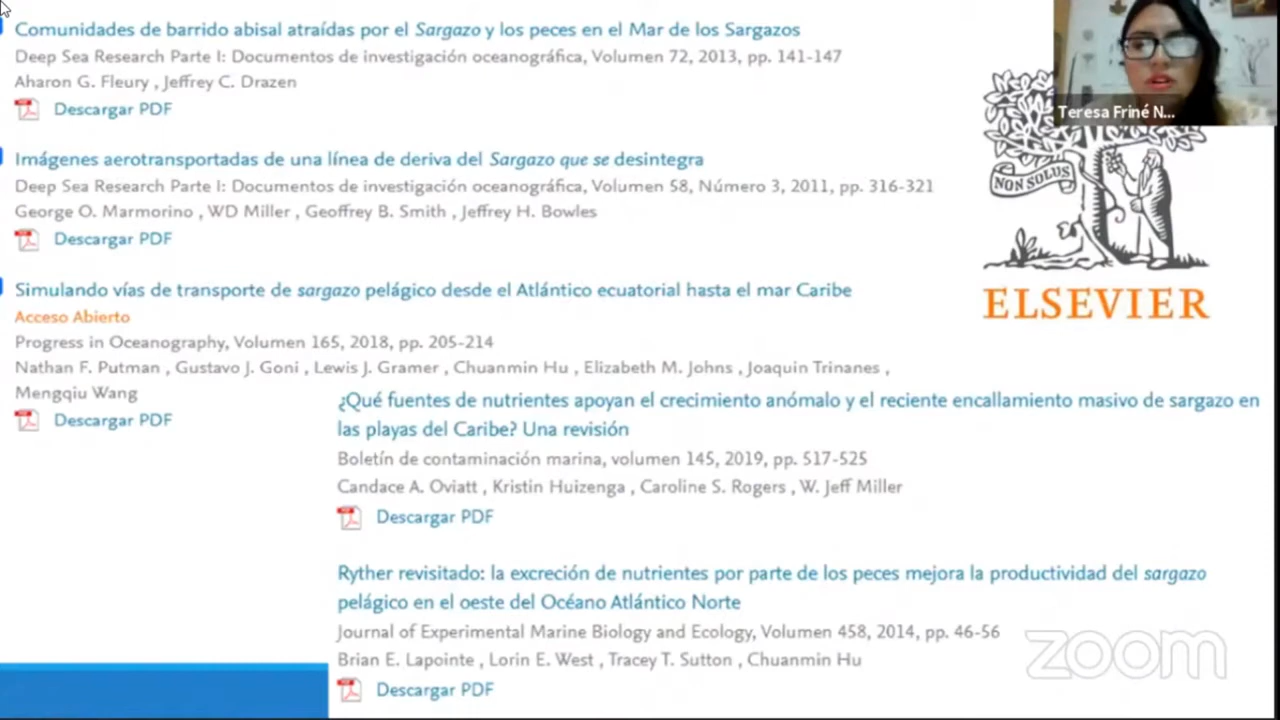 Comunidades de barrido abisal atraídas por el Sargazo y los peces en el Mar de los Sargazos
Deep Sea Research Parte I: Documentos de investigación oceanográfica, Volumen 72, 2013, pp. 141-147
Aharon G. Fleury , Jeffrey C. Drazen
Descargar PDF
Teresa Friné N...
Imágenes aerotransportadas de una línea de deriva del Sargazo que se desintegra
Deep Sea Research Parte I: Documentos de investigación oceanográfica, Volumen 58, Número 3, 2011, pp. 316-321
George O. Marmorino , WD Miller , Geoffrey B. Smith , Jeffrey H. Bowles
Descargar PDF
NON SOLUS
ELSEVIER
Simulando vías de transporte de sargazo pelágico desde el Atlántico ecuatorial hasta el mar Caribe
Acceso Abierto
Progress in Oceanography, Volumen 165, 2018, pp. 205-214
Nathan F. Putman , Gustavo J. Goni , Lewis J. Gramer , Chuanmin Hu , Elizabeth M. Johns , Joaquin Trinanes ,
Mengqiu Wang
Descargar PDF
¿Qué fuentes de nutrientes apoyan el crecimiento anómalo y el reciente encallamiento masivo de sargazo en
las playas del Caribe? Una revisión
Boletín de contaminación marina, volumen 145, 2019, pp. 517-525
Candace A. Oviatt , Kristin Huizenga , Caroline S. Rogers , W. Jeff Miller
Descargar PDF
Ryther revisitado: la excreción de nutrientes por parte de los peces mejora la productividad del sargazo
pelágico en el oeste del Océano Atlántico Norte
Journal of Experimental Marine Biology and Ecology, Volumen 458, 2014, pp. 46-56
Brian E. Lapointe , Lorin E. West , Tracey T. Sutton , Chuanmin Hu
Descargar PDF
zoom